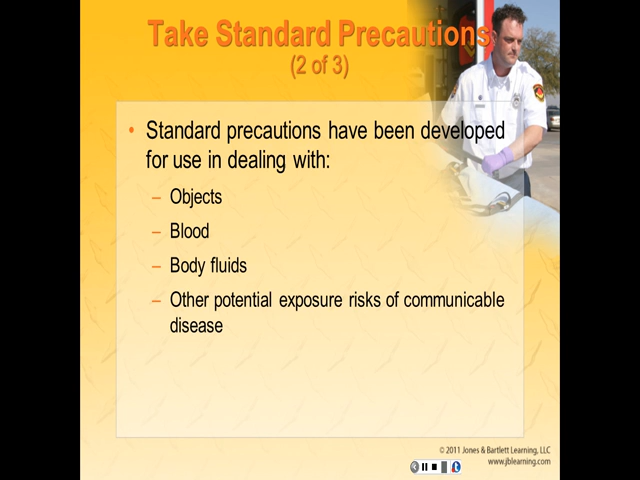 Take Standard Precautions
(2 of 3)
• Standard precautions have been developed
for use in dealing with:
– Objects
– Blood
– Body fluids
– Other potential exposure risks of communicable
disease
© 2011 Jones & Bartlett Learning, LLC
www.jblearning.com